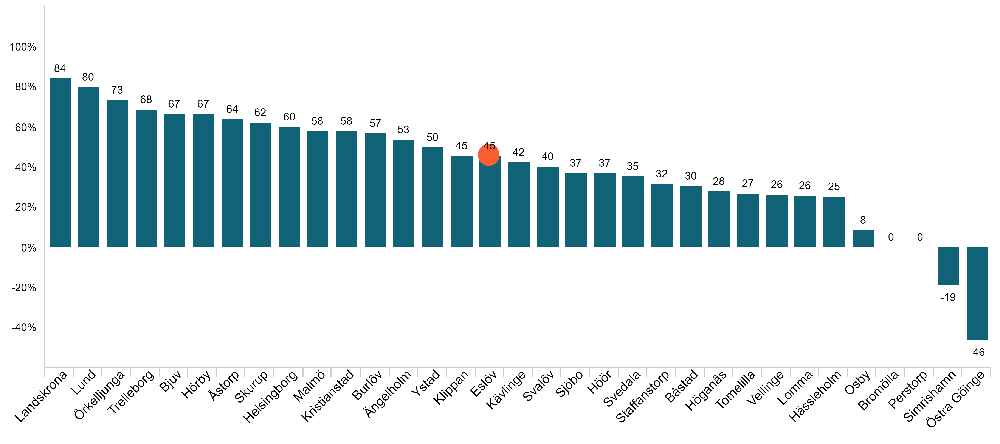 100%
80%
60%
40%
20%
0%
-20%
-40%
84
80
73
68
67
67
64
62
60
58
58
57
53
50
45
45
42
40
37
37
35
32
30
28
27
26
26
25
8
0
0
-19
-46
Landskrona
Lund
Örkelljunga
Trelleborg
Bjuv
Hörby
Åstorp
Skurup
Helsingborg
Malmö
Kristianstad
Burlöv
Ängelholm
Ystad
Klippan
Eslöv
Kävlinge
Svalöv
Sjöbo
Höör
Svedala
Staffanstorp
Båstad
Höganäs
Tomelilla
Vellinge
Lomma
Hässleholm
Osby
Bromölla
Perstorp
Simrishamn
Östra Göinge